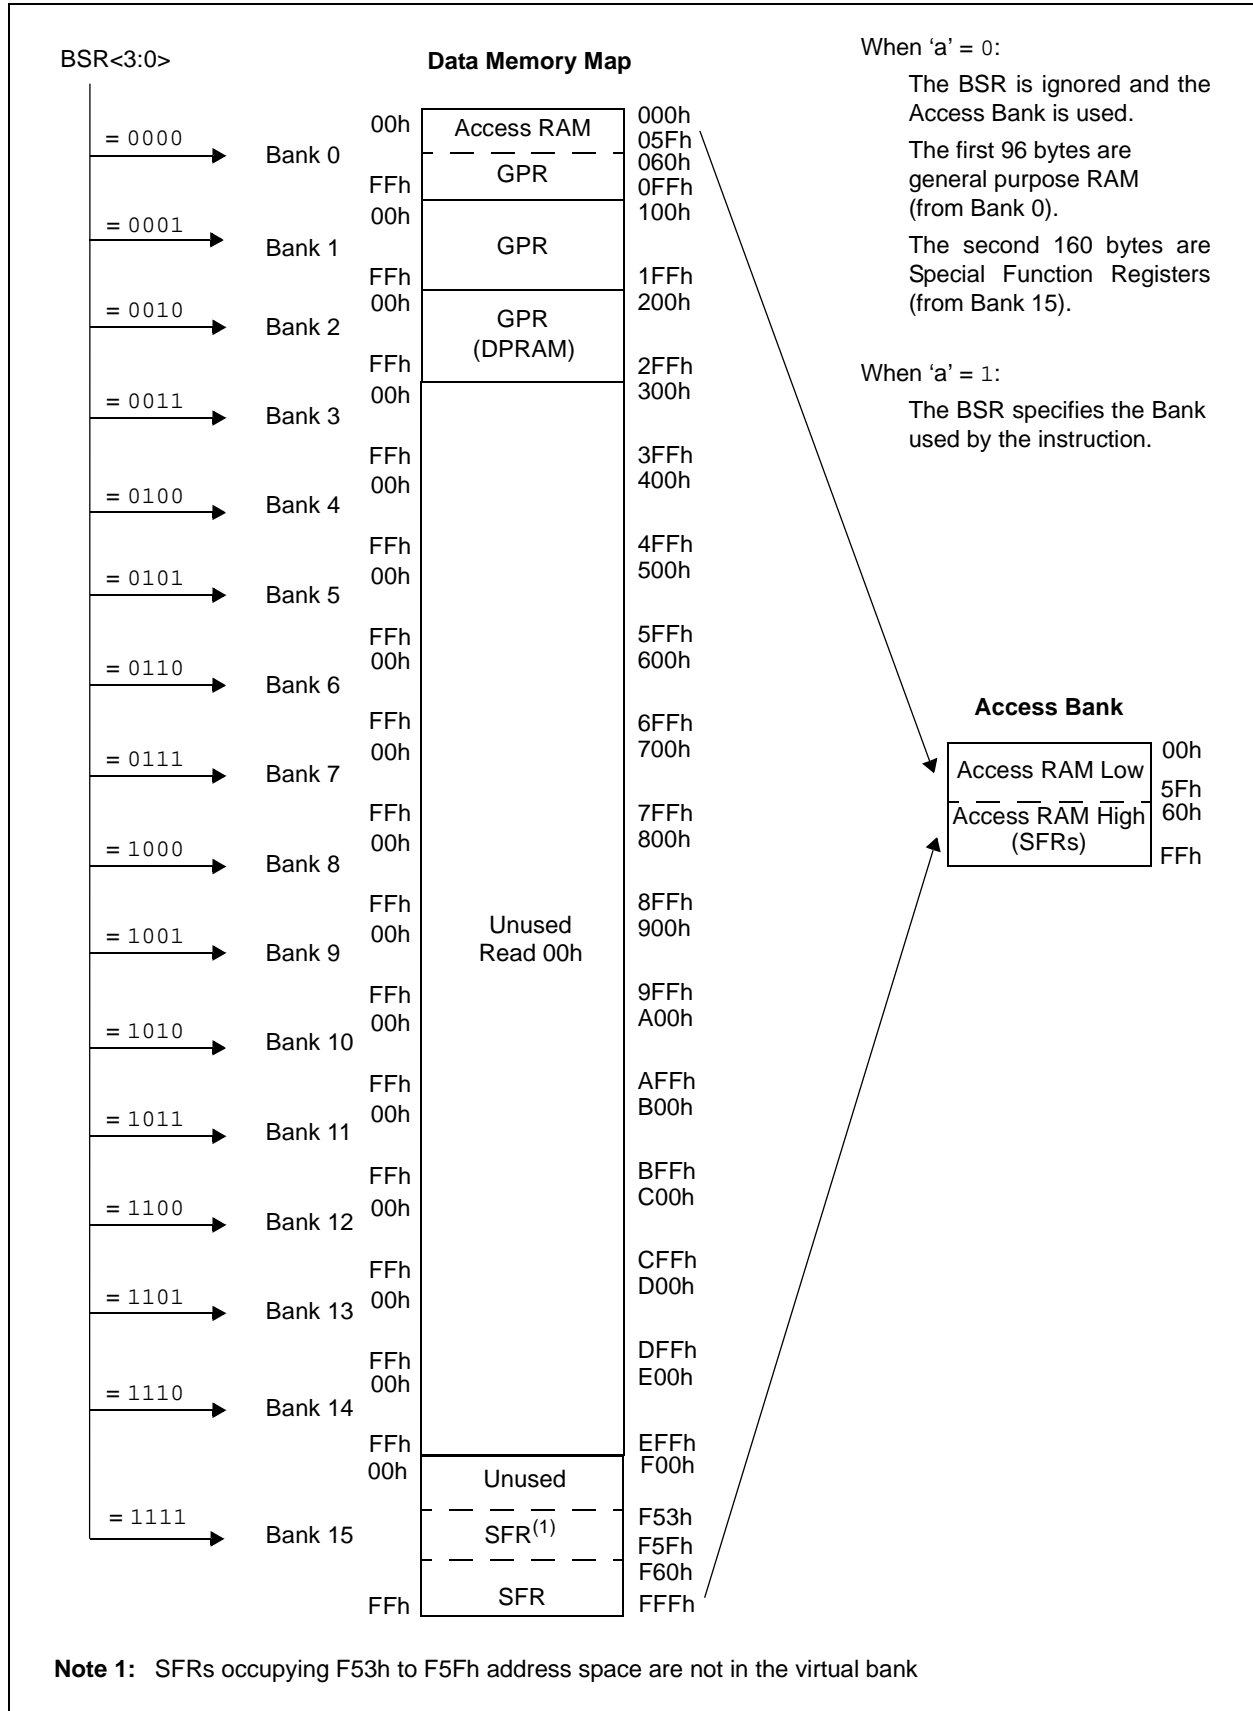 BSR<3:0>
Data Memory Map
When ‘a’ = 0:
The BSR is ignored and the
Access Bank is used.
The first 96 bytes are
general purpose RAM
(from Bank 0).
The second 160 bytes are
Special Function Registers
(from Bank 15).
When ‘a’ = 1:
The BSR specifies the Bank
used by the instruction.
= 0000
Bank 0
00h
FFh
Access RAM
GPR
000h
05Fh
060h
0FFh
= 0001
Bank 1
00h
FFh
GPR
100h
1FFh
= 0010
Bank 2
00h
FFh
GPR
(DPRAM)
200h
2FFh
= 0011
Bank 3
00h
FFh
300h
3FFh
= 0100
Bank 4
00h
FFh
400h
4FFh
= 0101
Bank 5
00h
FFh
500h
5FFh
= 0110
Bank 6
00h
FFh
600h
6FFh
= 0111
Bank 7
00h
FFh
700h
7FFh
= 1000
Bank 8
00h
FFh
800h
8FFh
= 1001
Bank 9
00h
FFh
Unused
Read 00h
900h
9FFh
= 1010
Bank 10
00h
FFh
A00h
AFFh
= 1011
Bank 11
00h
FFh
B00h
BFFh
= 1100
Bank 12
00h
FFh
C00h
CFFh
= 1101
Bank 13
00h
FFh
D00h
DFFh
= 1110
Bank 14
00h
FFh
E00h
EFFh
= 1111
Bank 15
00h
FFh
Unused
SFR(1)
SFR
F00h
F53h
F5Fh
F60h
FFFh
Access Bank
Access RAM Low
Access RAM High
(SFRs)
00h
5Fh
60h
FFh
Note 1: SFRs occupying F53h to F5Fh address space are not in the virtual bank